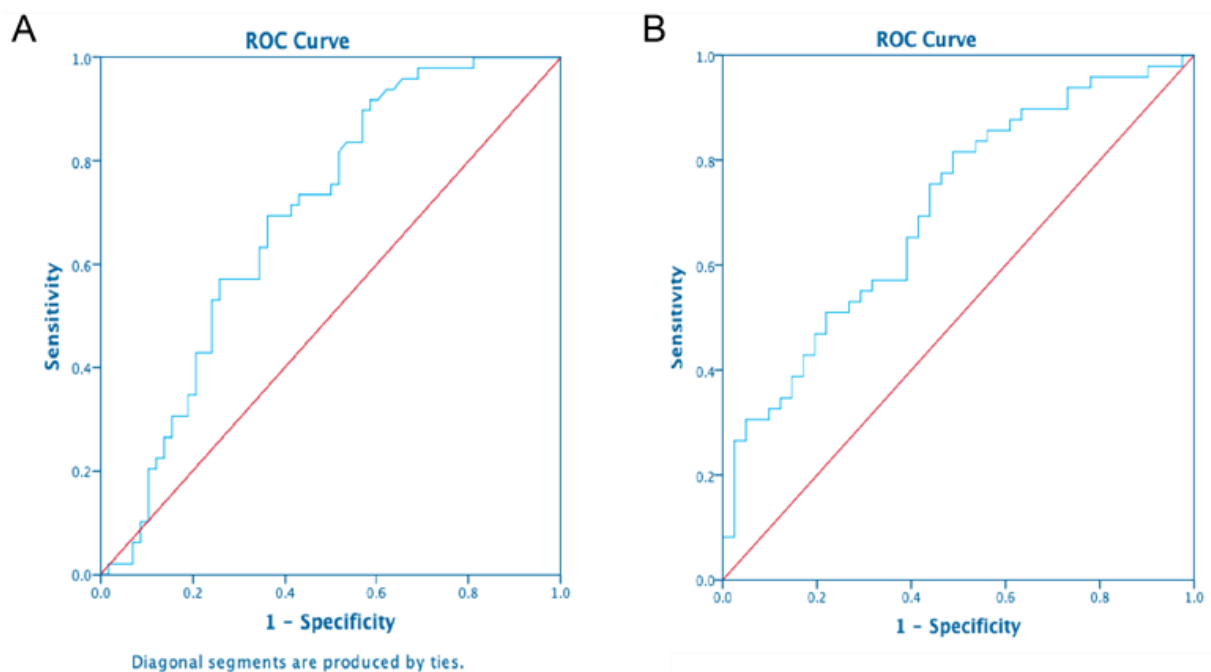 A
ROC Curve
1.0
0.8
0.6
0.4
0.2
0.0
Sensitivity
0.0 0.2 0.4 0.6 0.8 1.0
1 - Specificity
Diagonal segments are produced by ties.
B
ROC Curve
1.0
0.8
0.6
0.4
0.2
0.0
Sensitivity
0.0 0.2 0.4 0.6 0.8 1.0
1 - Specificity